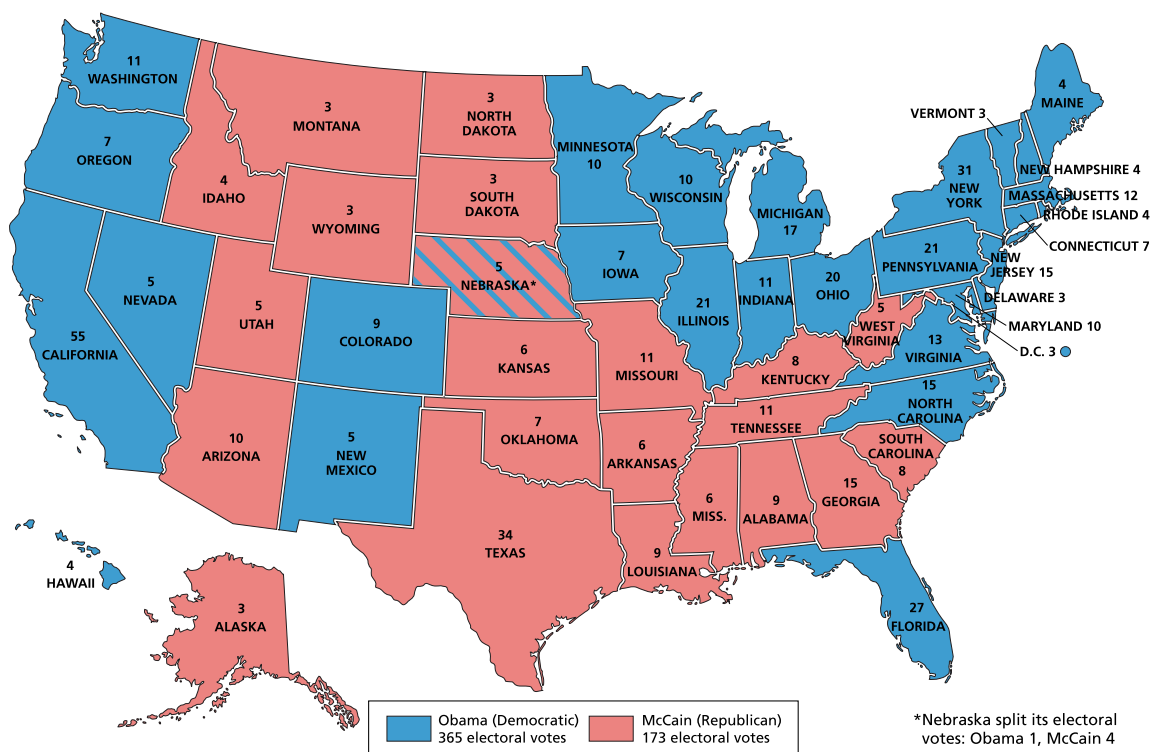 11
WASHINGTON
7
OREGON
55
CALIFORNIA
5
NEVADA
4
IDAHO
3
MONTANA
3
WYOMING
5
UTAH
9
COLORADO
10
ARIZONA
5
NEW
MEXICO
3
NORTH
DAKOTA
3
SOUTH
DAKOTA
5
NEBRASKA*
6
KANSAS
7
OKLAHOMA
34
TEXAS
MINNESOTA
10
7
IOWA
11
MISSOURI
6
ARKANSAS
9
LOUISIANA
10
WISCONSIN
21
ILLINOIS
MICHIGAN
17
11
INDIANA
20
OHIO
8
KENTUCKY
11
TENNESSEE
6
MISS.
9
ALABAMA
15
GEORGIA
27
FLORIDA
SOUTH
CAROLINA
8
15
NORTH
CAROLINA
13
VIRGINIA
5
WEST
VIRGINIA
21
PENNSYLVANIA
31
NEW
YORK
VERMONT 3
4
MAINE
NEW HAMPSHIRE 4
MASSACHUSETTS 12
RHODE ISLAND 4
CONNECTICUT 7
NEW
JERSEY 15
DELAWARE 3
MARYLAND 10
D.C. 3
4
HAWAII
3
ALASKA
Obama (Democratic)
365 electoral votes
McCain (Republican)
173 electoral votes
*Nebraska split its electoral
votes: Obama 1, McCain 4